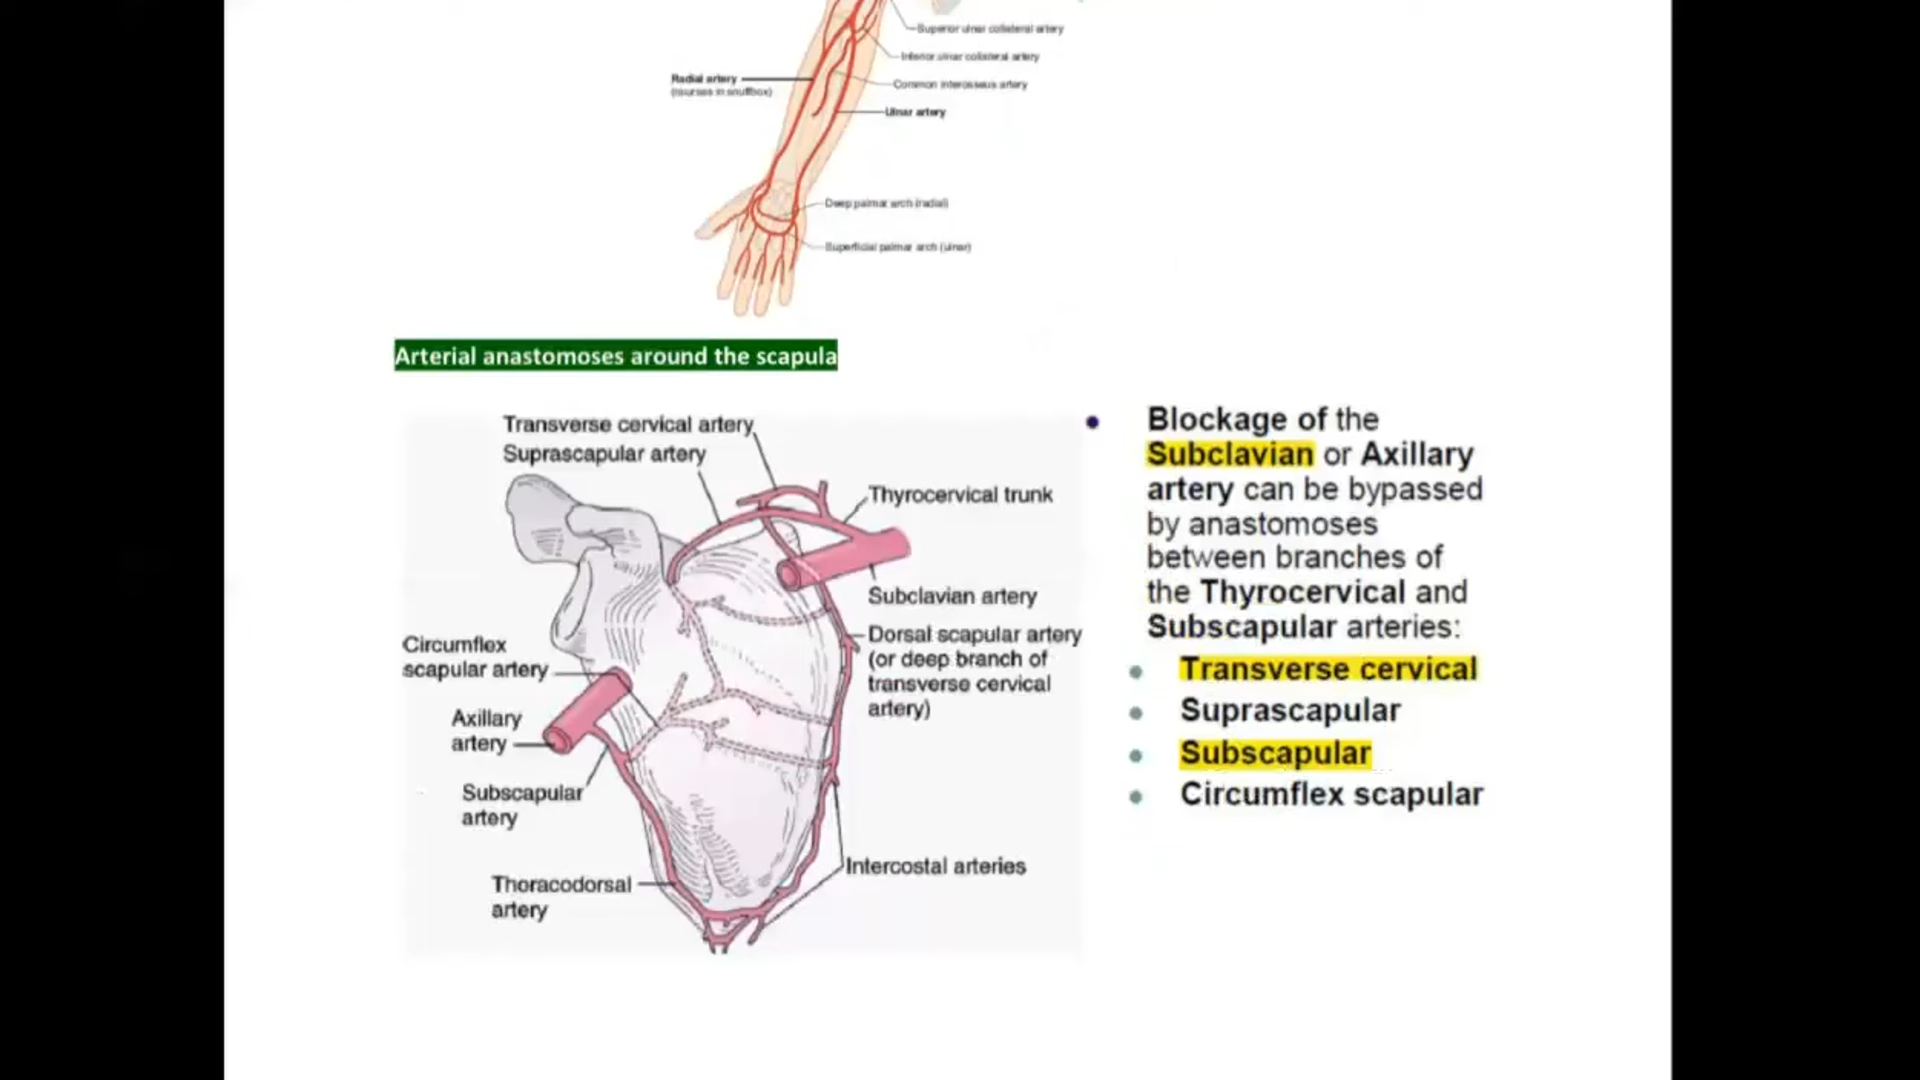 Superior ulnar collateral artery
Inferior ulnar collateral artery
Radial artery
(courses in snuffbox)
Common interosseus artery
Ulnar artery
Deep palmar arch (radial)
Superficial palmar arch (ulnar)
Arterial anastomoses around the scapula
Transverse cervical artery
Suprascapular artery
Thyrocervical trunk
Subclavian artery
Dorsal scapular artery
(or deep branch of
transverse cervical
artery)
Circumflex
scapular artery
Axillary
artery
Subscapular
artery
Thoracodorsal
artery
Intercostal arteries
Blockage of the
Subclavian or Axillary
artery can be bypassed
by anastomoses
between branches of
the Thyrocervical and
Subscapular arteries:
Transverse cervical
Suprascapular
Subscapular
Circumflex scapular